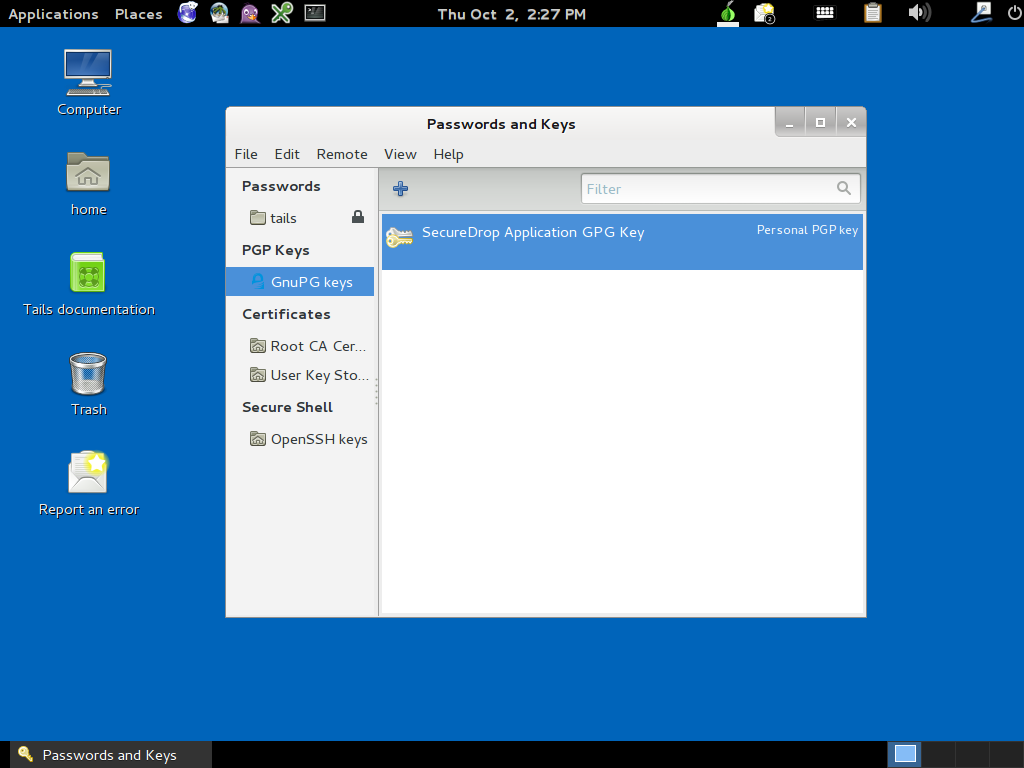 Applications Places Thu Oct 2, 2:27 PM 2
Computer
home
Tails documentation
Trash
Report an error
Passwords and Keys
File Edit Remote View Help
Passwords
tails
PGP Keys
GnuPG keys
Certificates
Root CA Cer...
User Key Sto...
Secure Shell
OpenSSH keys
Filter
SecureDrop Application GPG Key Personal PGP key
Passwords and Keys